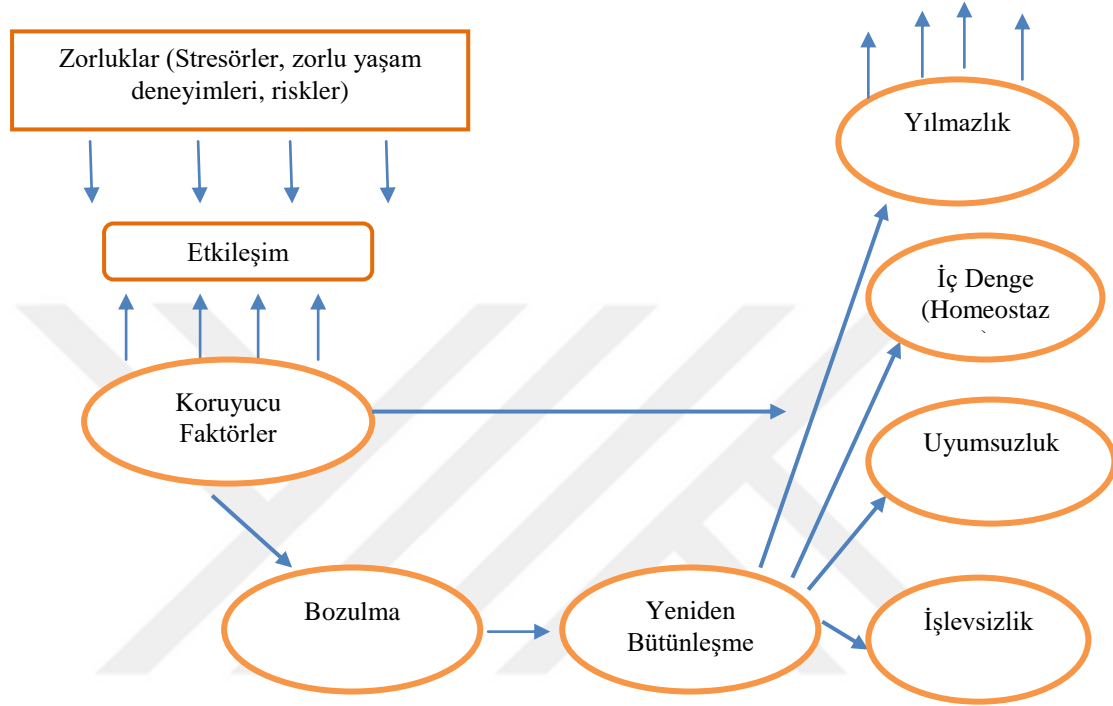 Zorluklar (Stresörler, zorlu yaşam
deneyimleri, riskler)
Yılmazlık
Etkileşim
İç Denge
(Homeostaz
Koruyucu
Faktörler
Uyumsuzluk
Bozulma
Yeniden
Bütünleşme
İşlevsizlik